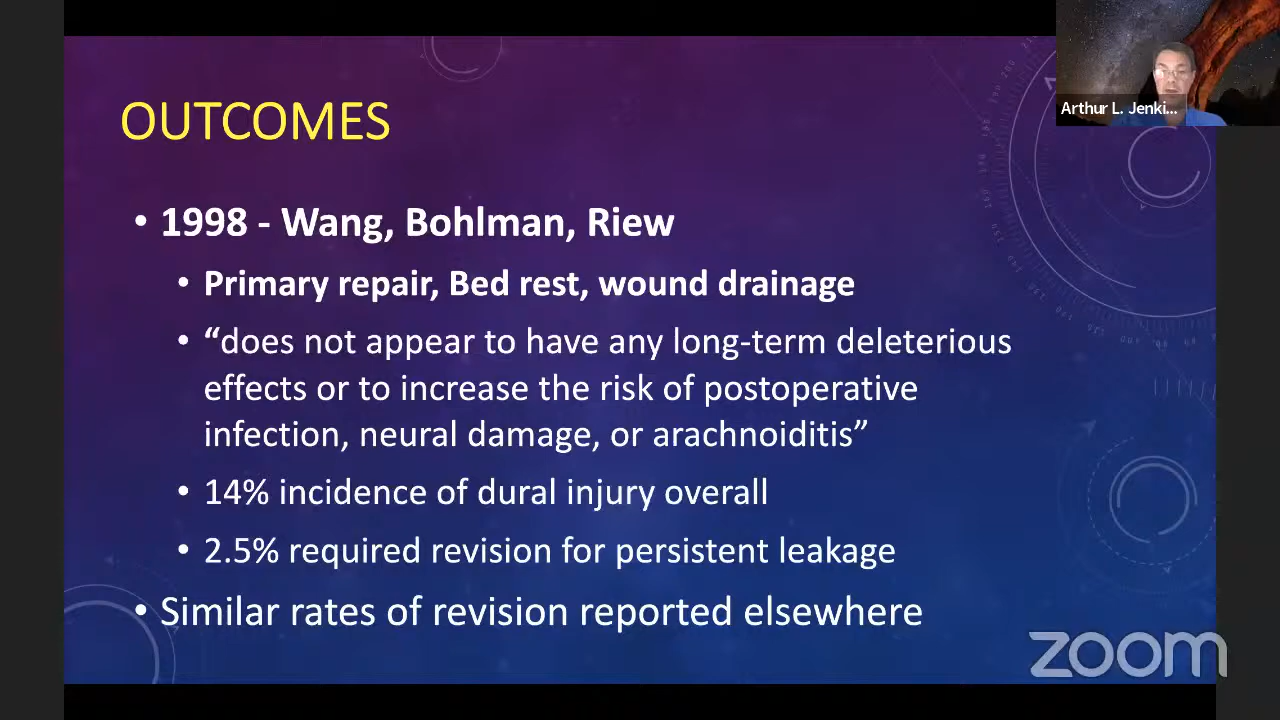 Arthur L. Jenki...
OUTCOMES
• 1998 - Wang, Bohlman, Riew
• Primary repair, Bed rest, wound drainage
• “does not appear to have any long-term deleterious
effects or to increase the risk of postoperative
infection, neural damage, or arachnoiditis”
• 14% incidence of dural injury overall
• 2.5% required revision for persistent leakage
• Similar rates of revision reported elsewhere
zoom